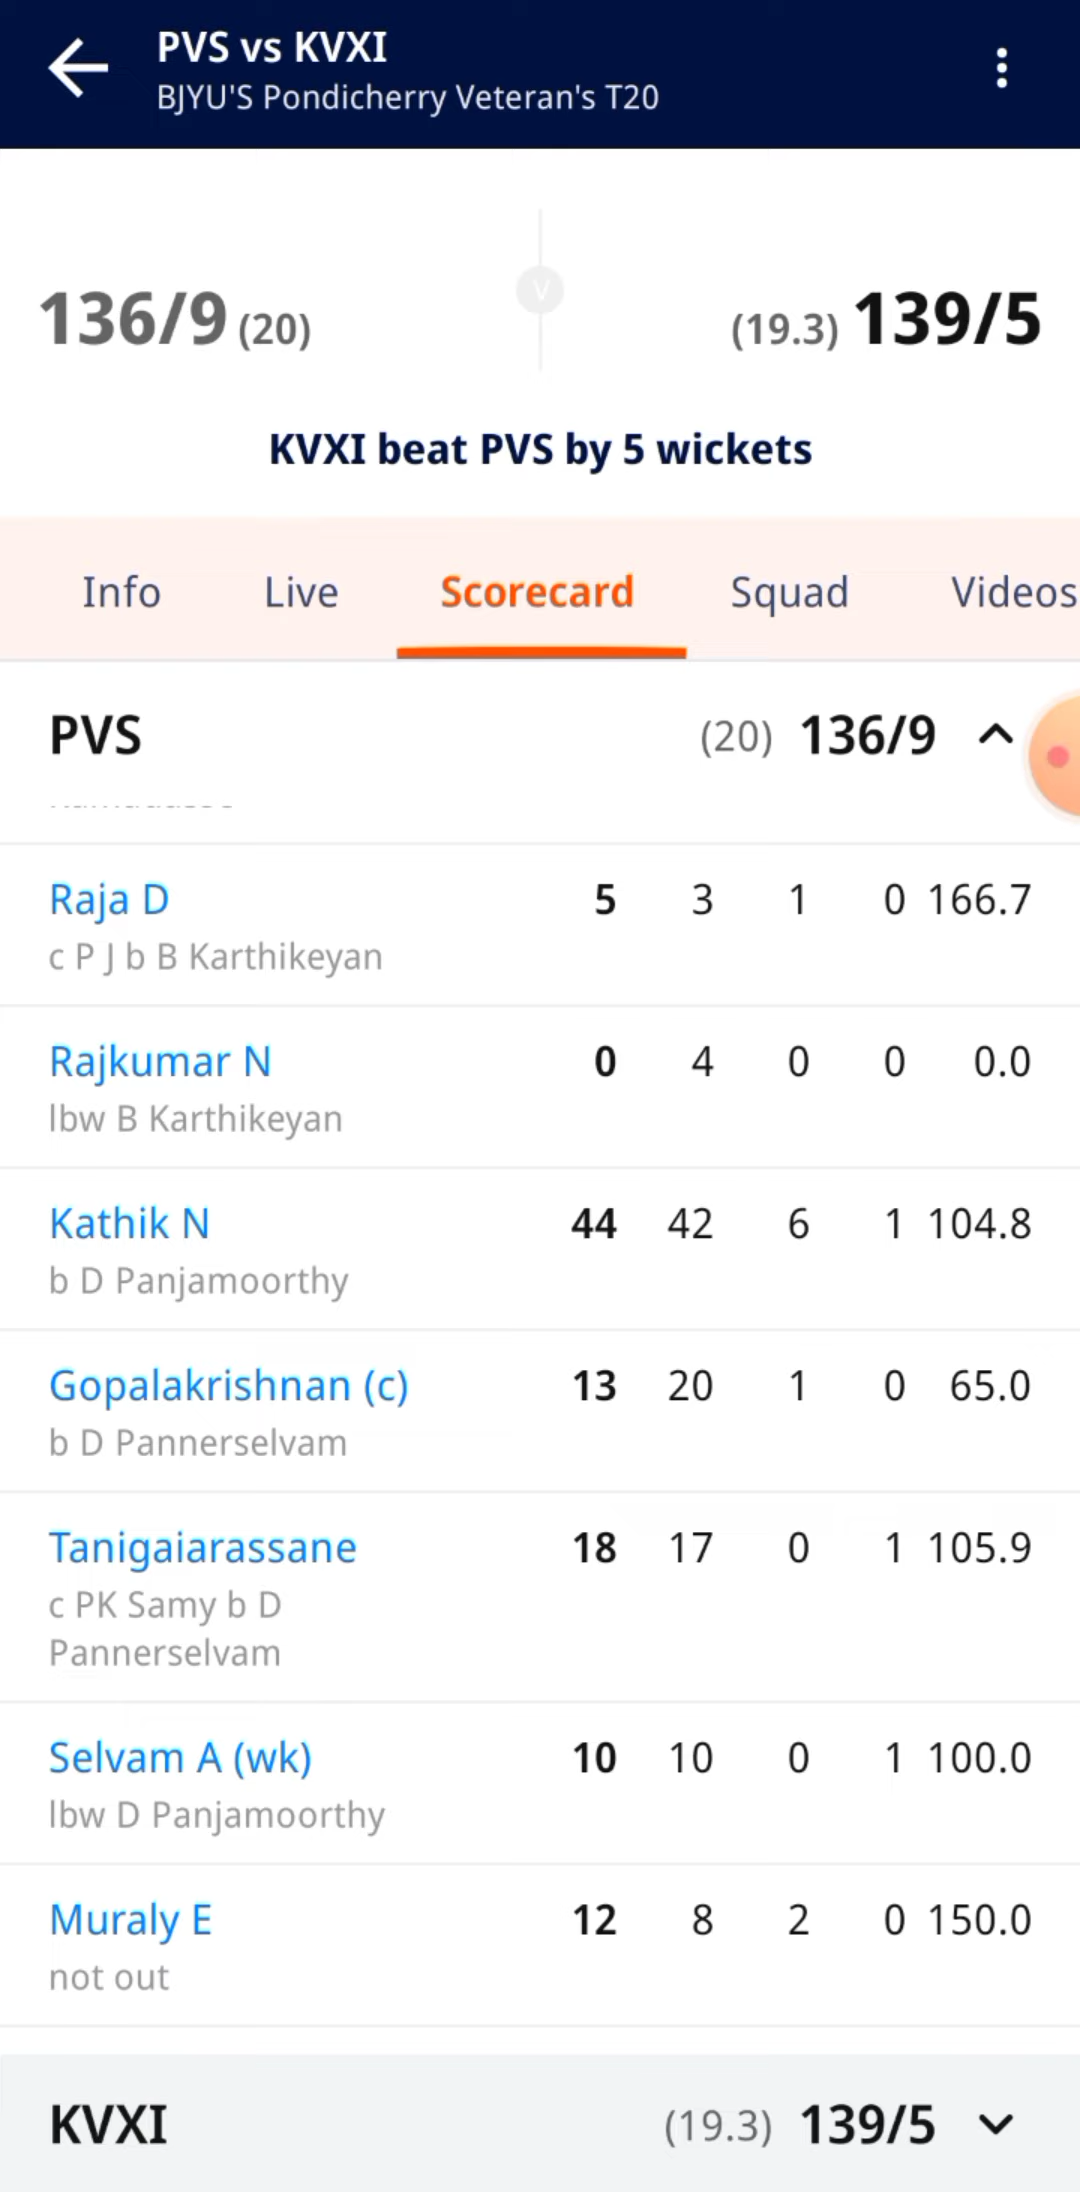 PVS vs KVXI
BJYU'S Pondicherry Veteran's T20
136/9 (20) V (19.3) 139/5
KVXI beat PVS by 5 wickets
Info Live Scorecard Squad Videos
PVS (20) 136/9
Raja D 5 3 1 0 166.7
c P J b B Karthikeyan
Rajkumar N 0 4 0 0 0.0
lbw B Karthikeyan
Kathik N 44 42 6 1 104.8
b D Panjamoorthy
Gopalakrishnan (c) 13 20 1 0 65.0
b D Pannerselvam
Tanigaiarassane 18 17 0 1 105.9
c PK Samy b D
Pannerselvam
Selvam A (wk) 10 10 0 1 100.0
lbw D Panjamoorthy
Muraly E 12 8 2 0 150.0
not out
KVXI (19.3) 139/5